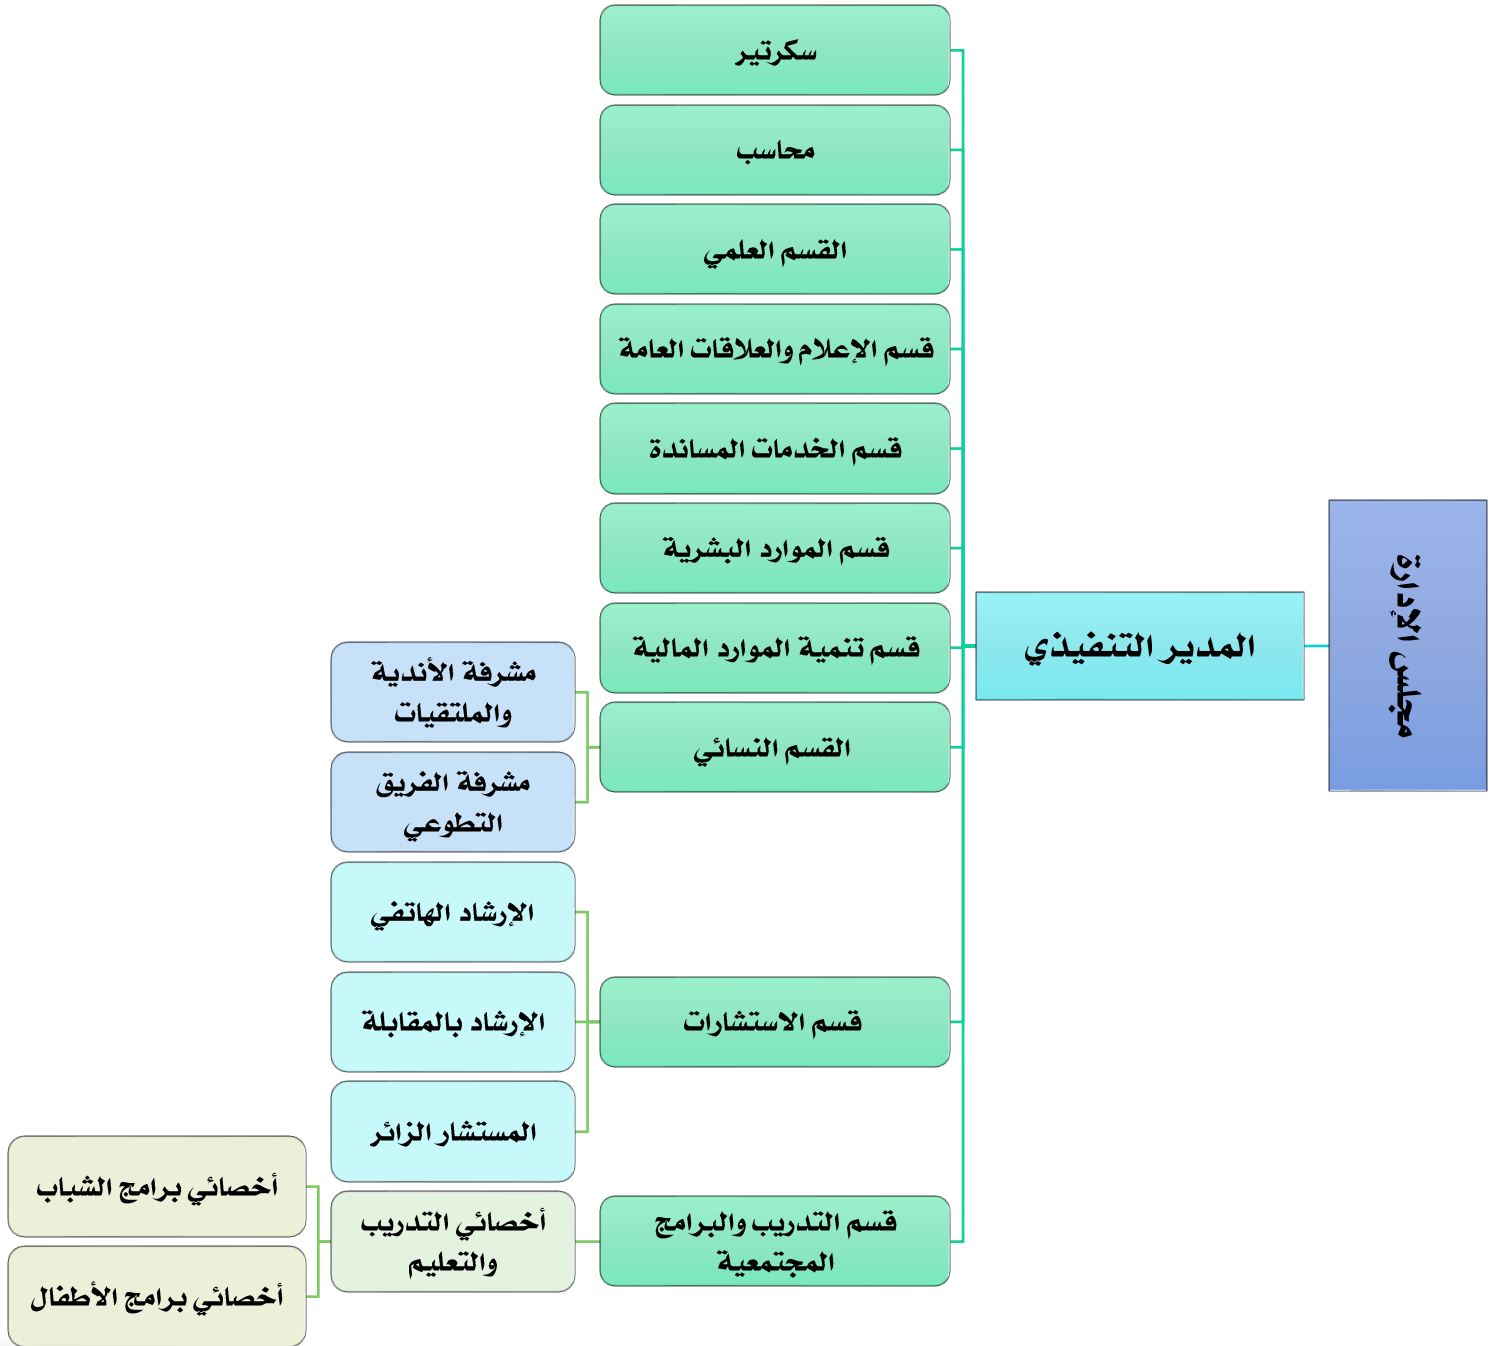 مجلس الإدارة
المدير التنفيذي
سكرتير
محاسب
القسم العلمي
قسم الإعلام والعلاقات العامة
قسم الخدمات المساندة
قسم الموارد البشرية
قسم تنمية الموارد المالية
القسم النسائي
مشرفة الأندية
والملتقيات
مشرفة الفريق
التطوعي
قسم الاستشارات
الإرشاد الهاتفي
الإرشاد بالمقابلة
المستشار الزائر
قسم التدريب والبرامج
المجتمعية
أخصائي التدريب
والتعليم
أخصائي برامج الشباب
أخصائي برامج الأطفال